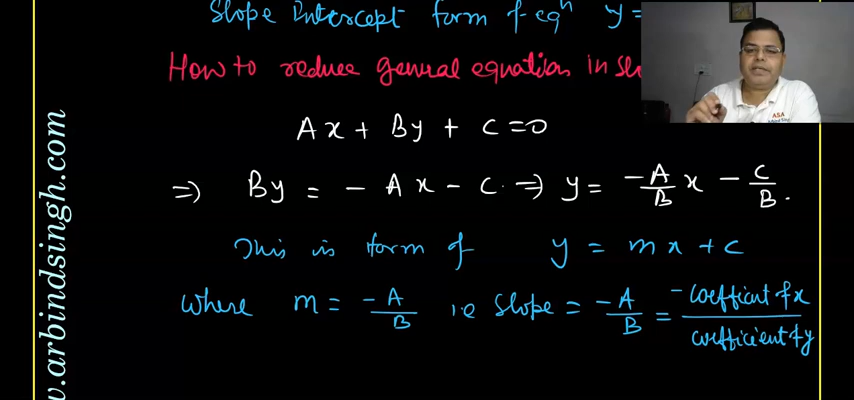 Slope Intercept form of eqn y =
How to reduce general equation in
Ax + By + C = 0
⇒ By = - Ax - C ⇒ y = -A/B x - C/B.
This is form of y = mx + c
where m = -A/B i.e slope = -A/B = -coefficient of x / coefficient of y
w.arbindsingh.com
ASA